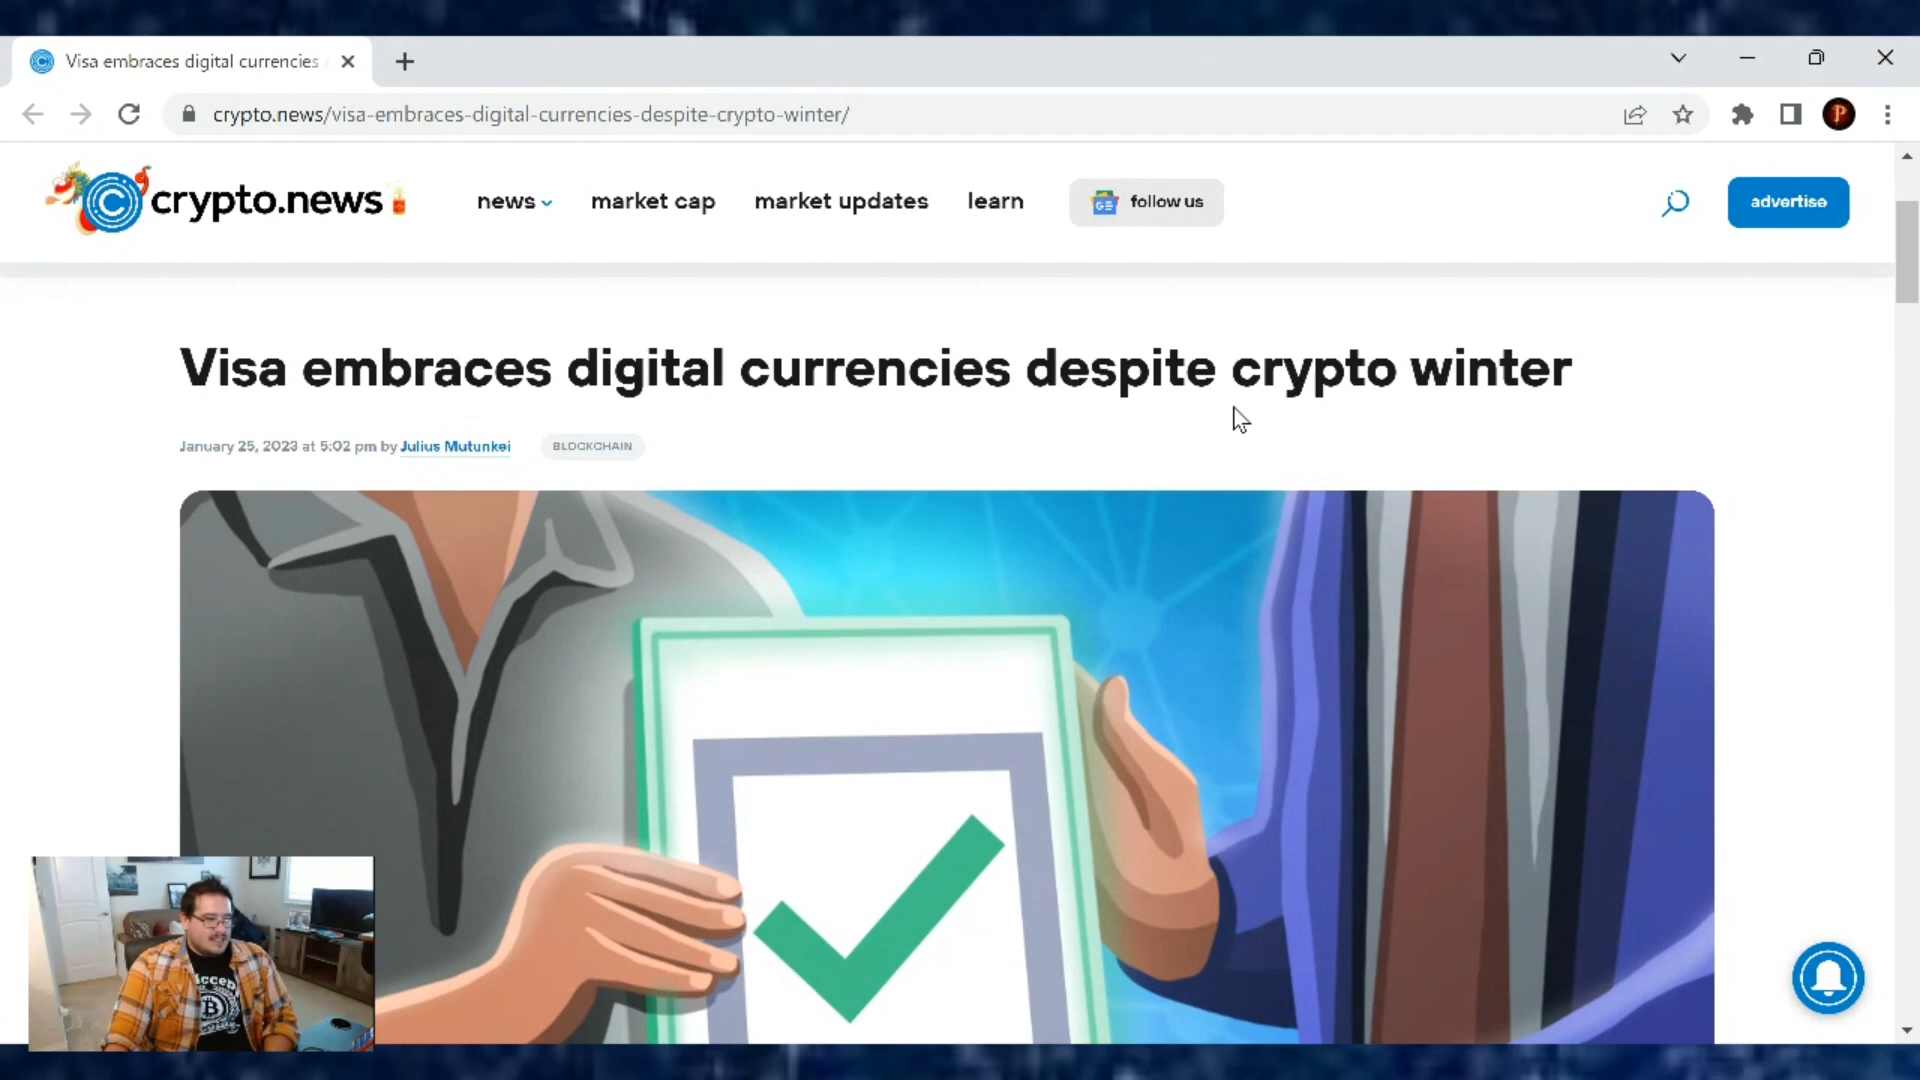 Visa embraces digital currencies
crypto.news/visa-embraces-digital-currencies-despite-crypto-winter/
P
crypto.news
news
market cap
market updates
learn
GE
follow us
advertise
Visa embraces digital currencies despite crypto winter
January 25, 2023 at 5:02 pm by Julius Mutunkei
BLOCKCHAIN